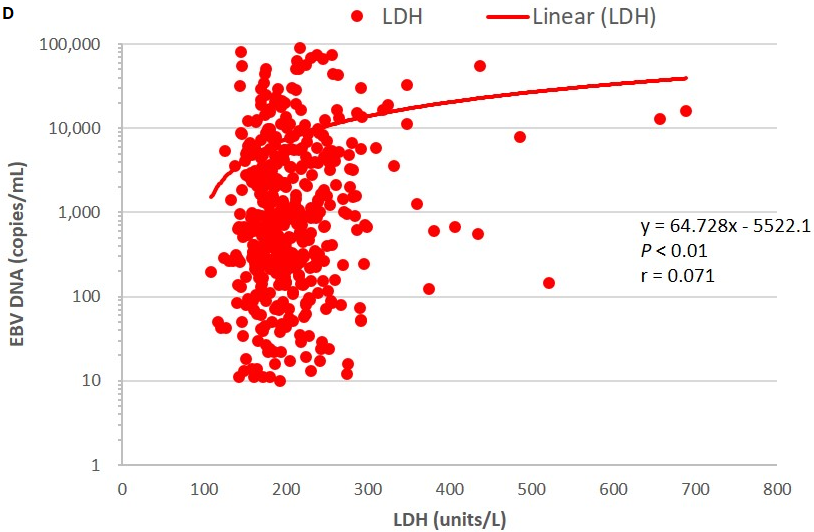 D
LDH Linear (LDH)
100,000
10,000
1,000
100
10
1
EBV DNA (copies/mL)
y = 64.728x - 5522.1
P < 0.01
r = 0.071
0 100 200 300 400 500 600 700 800
LDH (units/L)